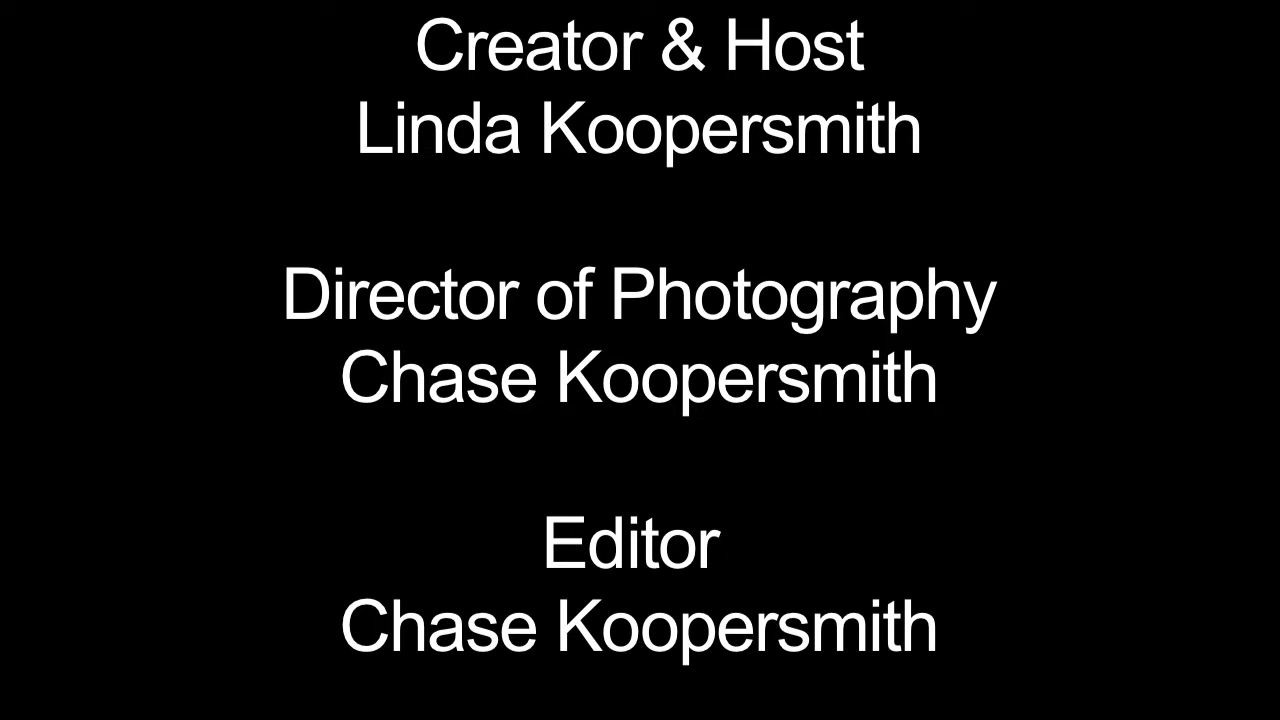 Creator & Host
Linda Koopersmith
Director of Photography
Chase Koopersmith
Editor
Chase Koopersmith